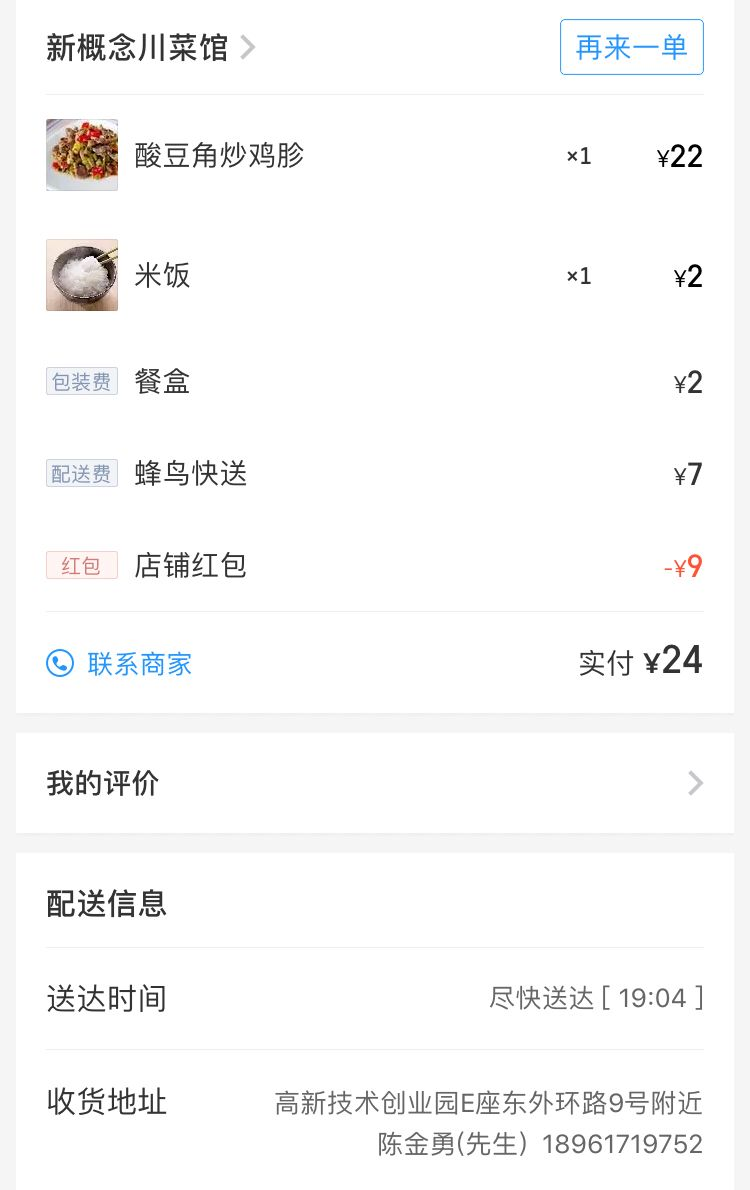 新概念川菜馆
再来一单
酸豆角炒鸡胗 ×1 ¥22
米饭 ×1 ¥2
包装费 餐盒 ¥2
配送费 蜂鸟快送 ¥7
红包 店铺红包 -¥9
联系商家 实付 ¥24
我的评价
配送信息
送达时间 尽快送达 [ 19:04 ]
收货地址 高新技术创业园E座东外环路9号附近
陈金勇(先生) 18961719752